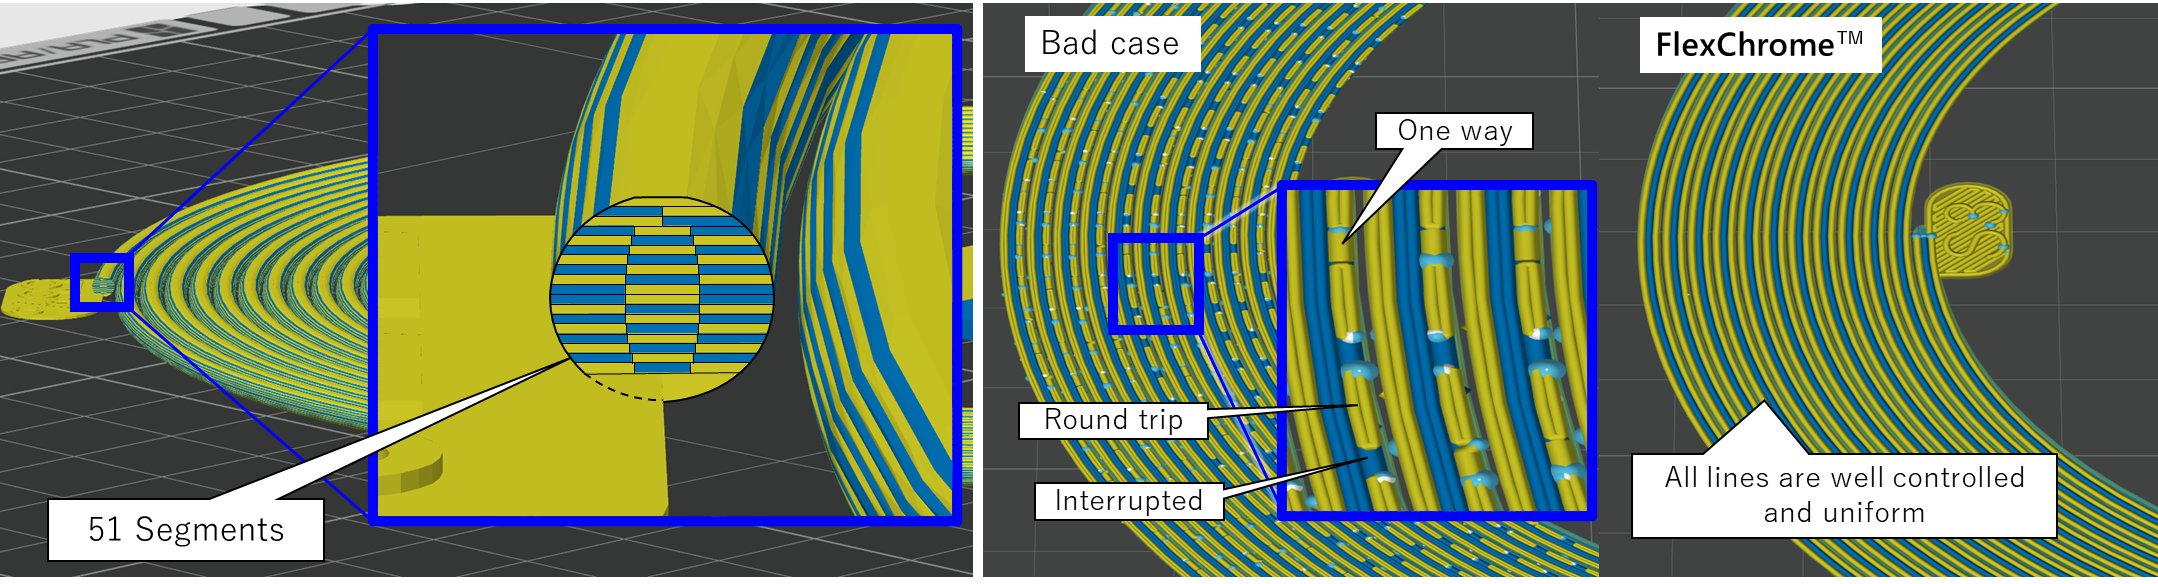 51 Segments
Bad case
One way
Round trip
Interrupted
FlexChrome™
All lines are well controlled
and uniform